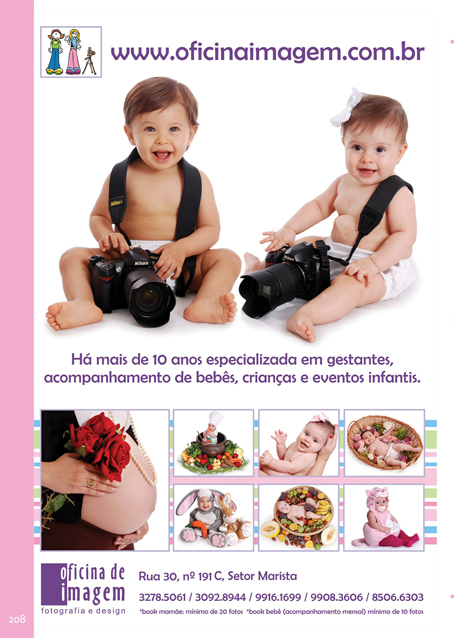 www.oficinaimagem.com.br
Nikon
Nikon
Há mais de 10 anos especializada em gestantes,
acompanhamento de bebês, crianças e eventos infantis.
oficina de
imagem
fotografia e design
Rua 30, nº 191 C, Setor Marista
3278.5061 / 3092.8944 / 9916.1699 / 9908.3606 / 8506.6303
*book mamãe: mínimo de 20 fotos *book bebê (acompanhamento mensal) mínimo de 10 fotos
208